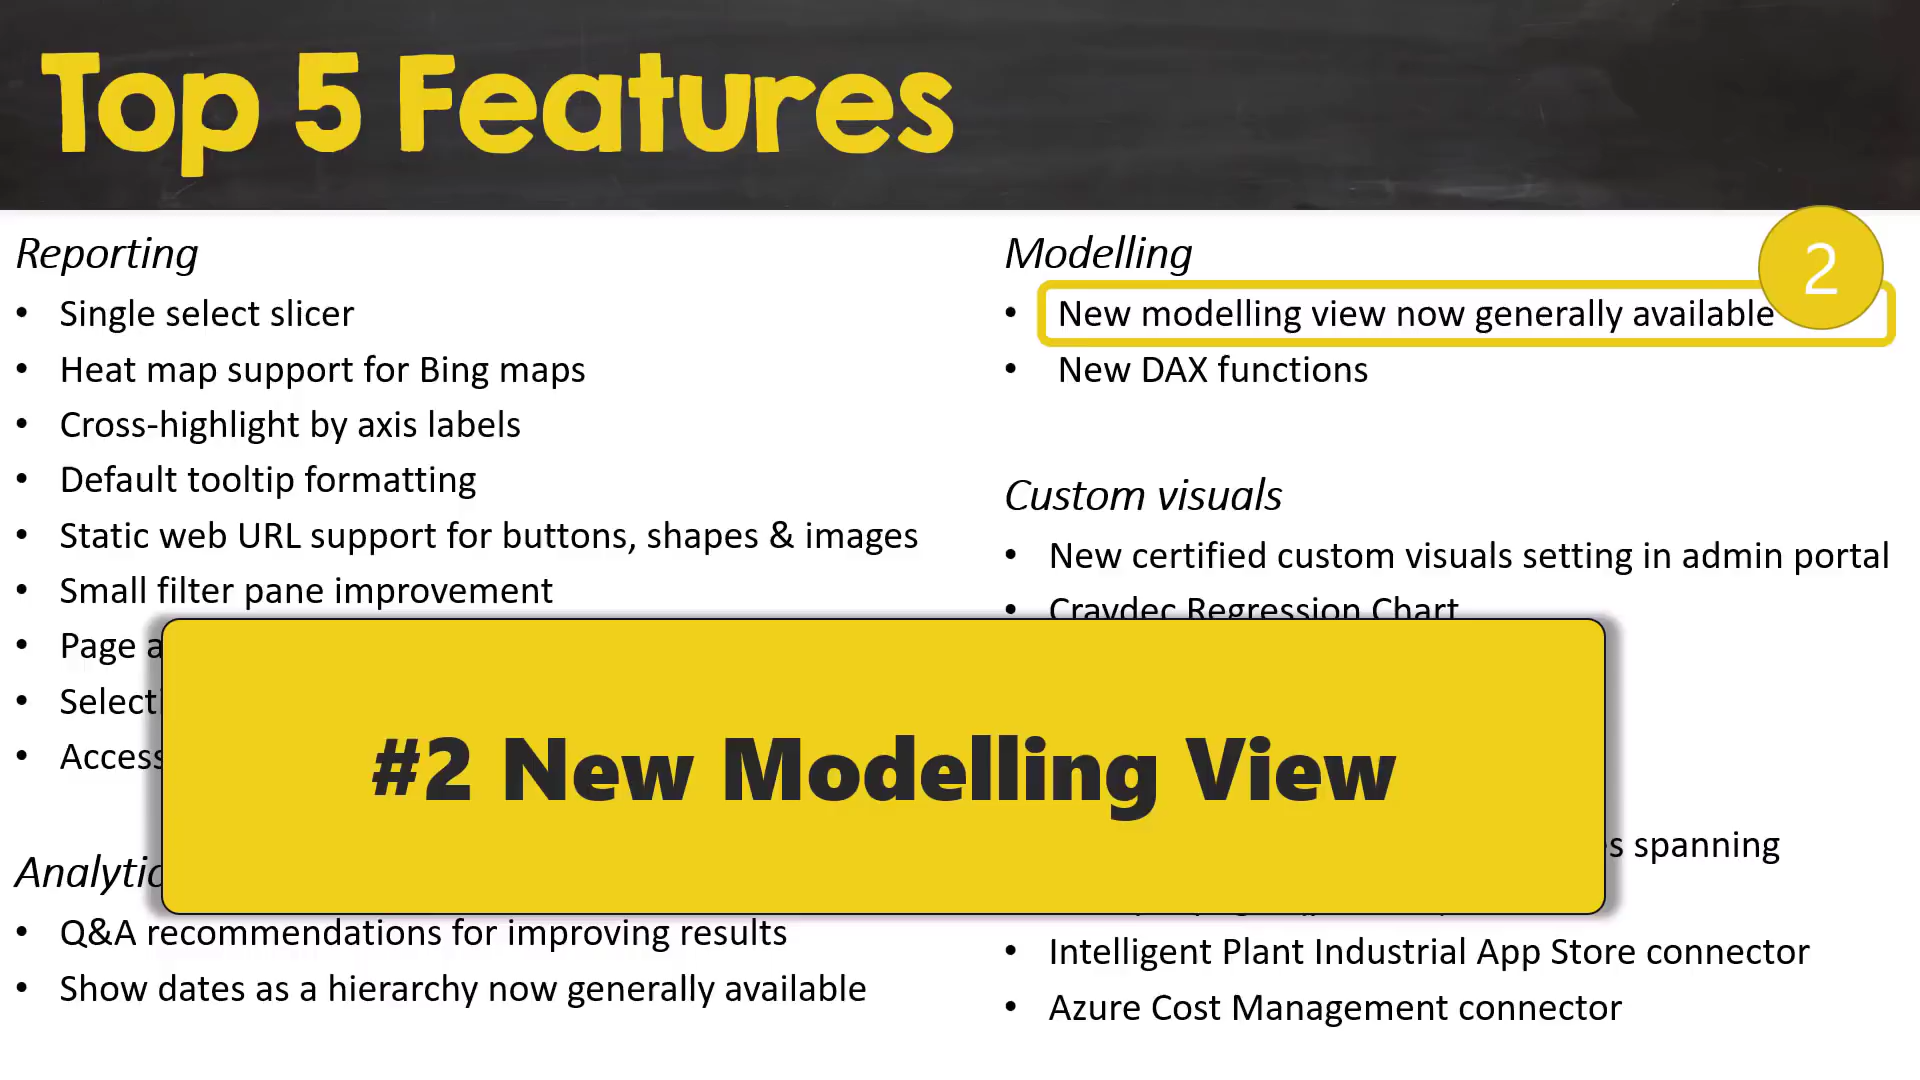 Top 5 Features
Reporting
• Single select slicer
• Heat map support for Bing maps
• Cross-highlight by axis labels
• Default tooltip formatting
• Static web URL support for buttons, shapes & images
• Small filter pane improvement
• Page
•
•
Q&A recommendations for improving results
• Show dates as a hierarchy now generally available
Modelling
2
• New modelling view now generally available
• New DAX functions
Custom visuals
• New certified custom visuals setting in admin portal
• Craydec Regression Chart
spanning
• Intelligent Plant Industrial App Store connector
• Azure Cost Management connector
#2 New Modelling View